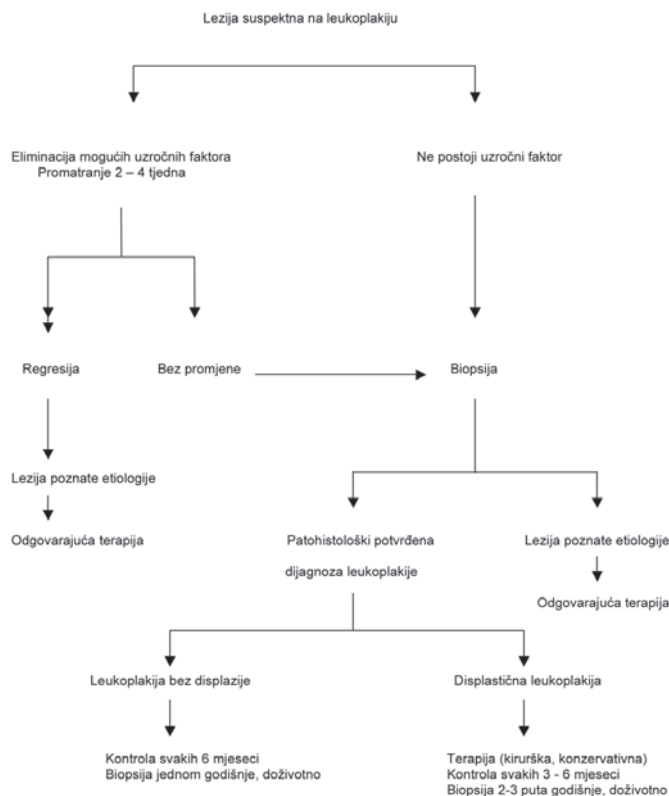 Lezija suspektna na leukoplakiju
Eliminacija mogućih uzročnih faktora
Promatranje 2 – 4 tjedna
Ne postoji uzročni faktor
Regresija
Bez promjene
Biopsija
Lezija poznate etiologije
Odgovarajuća terapija
Patohistološki potvrđena
dijagnoza leukoplakije
Lezija poznate etiologije
Odgovarajuća terapija
Leukoplakija bez displazije
Displastična leukoplakija
Kontrola svakih 6 mjeseci
Biopsija jednom godišnje, doživotno
Terapija (kirurška, konzervativna)
Kontrola svakih 3 - 6 mjeseci
Biopsija 2-3 puta godišnje, doživotno